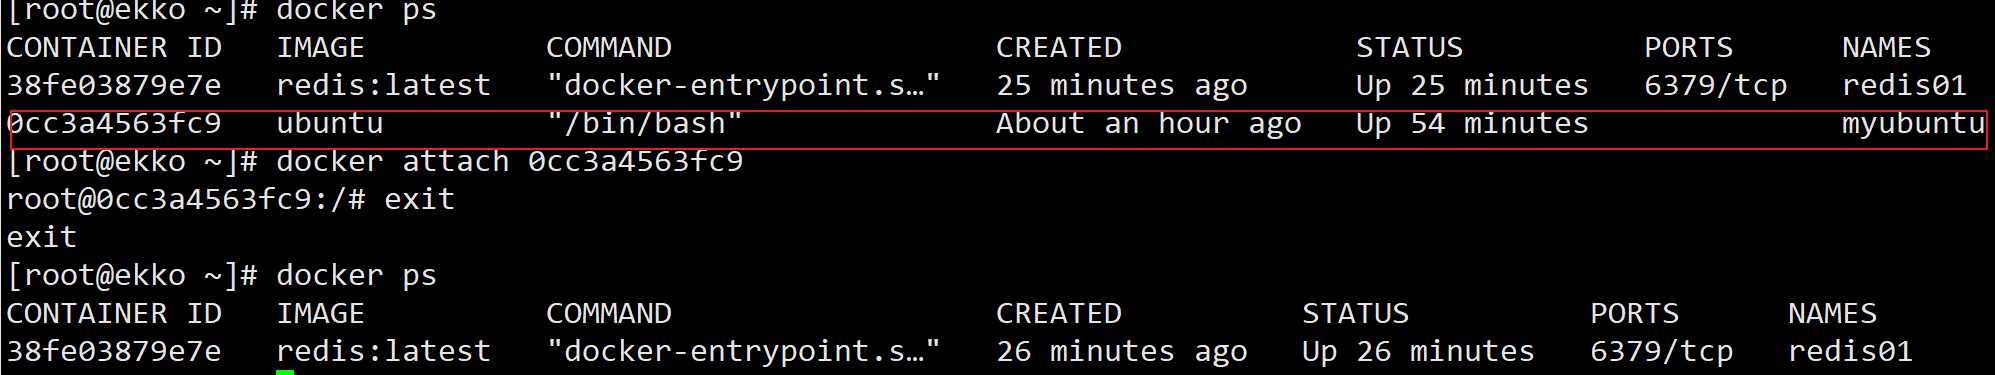 [root@ekko ~]# docker ps
CONTAINER ID   IMAGE          COMMAND                  CREATED             STATUS          PORTS      NAMES
38fe03879e7e   redis:latest   "docker-entrypoint.s…"   25 minutes ago      Up 25 minutes   6379/tcp   redis01
0cc3a4563fc9   ubuntu         "/bin/bash"              About an hour ago   Up 54 minutes              myubuntu
[root@ekko ~]# docker attach 0cc3a4563fc9
root@0cc3a4563fc9:/# exit
exit
[root@ekko ~]# docker ps
CONTAINER ID   IMAGE          COMMAND                  CREATED          STATUS          PORTS      NAMES
38fe03879e7e   redis:latest   "docker-entrypoint.s…"   26 minutes ago   Up 26 minutes   6379/tcp   redis01